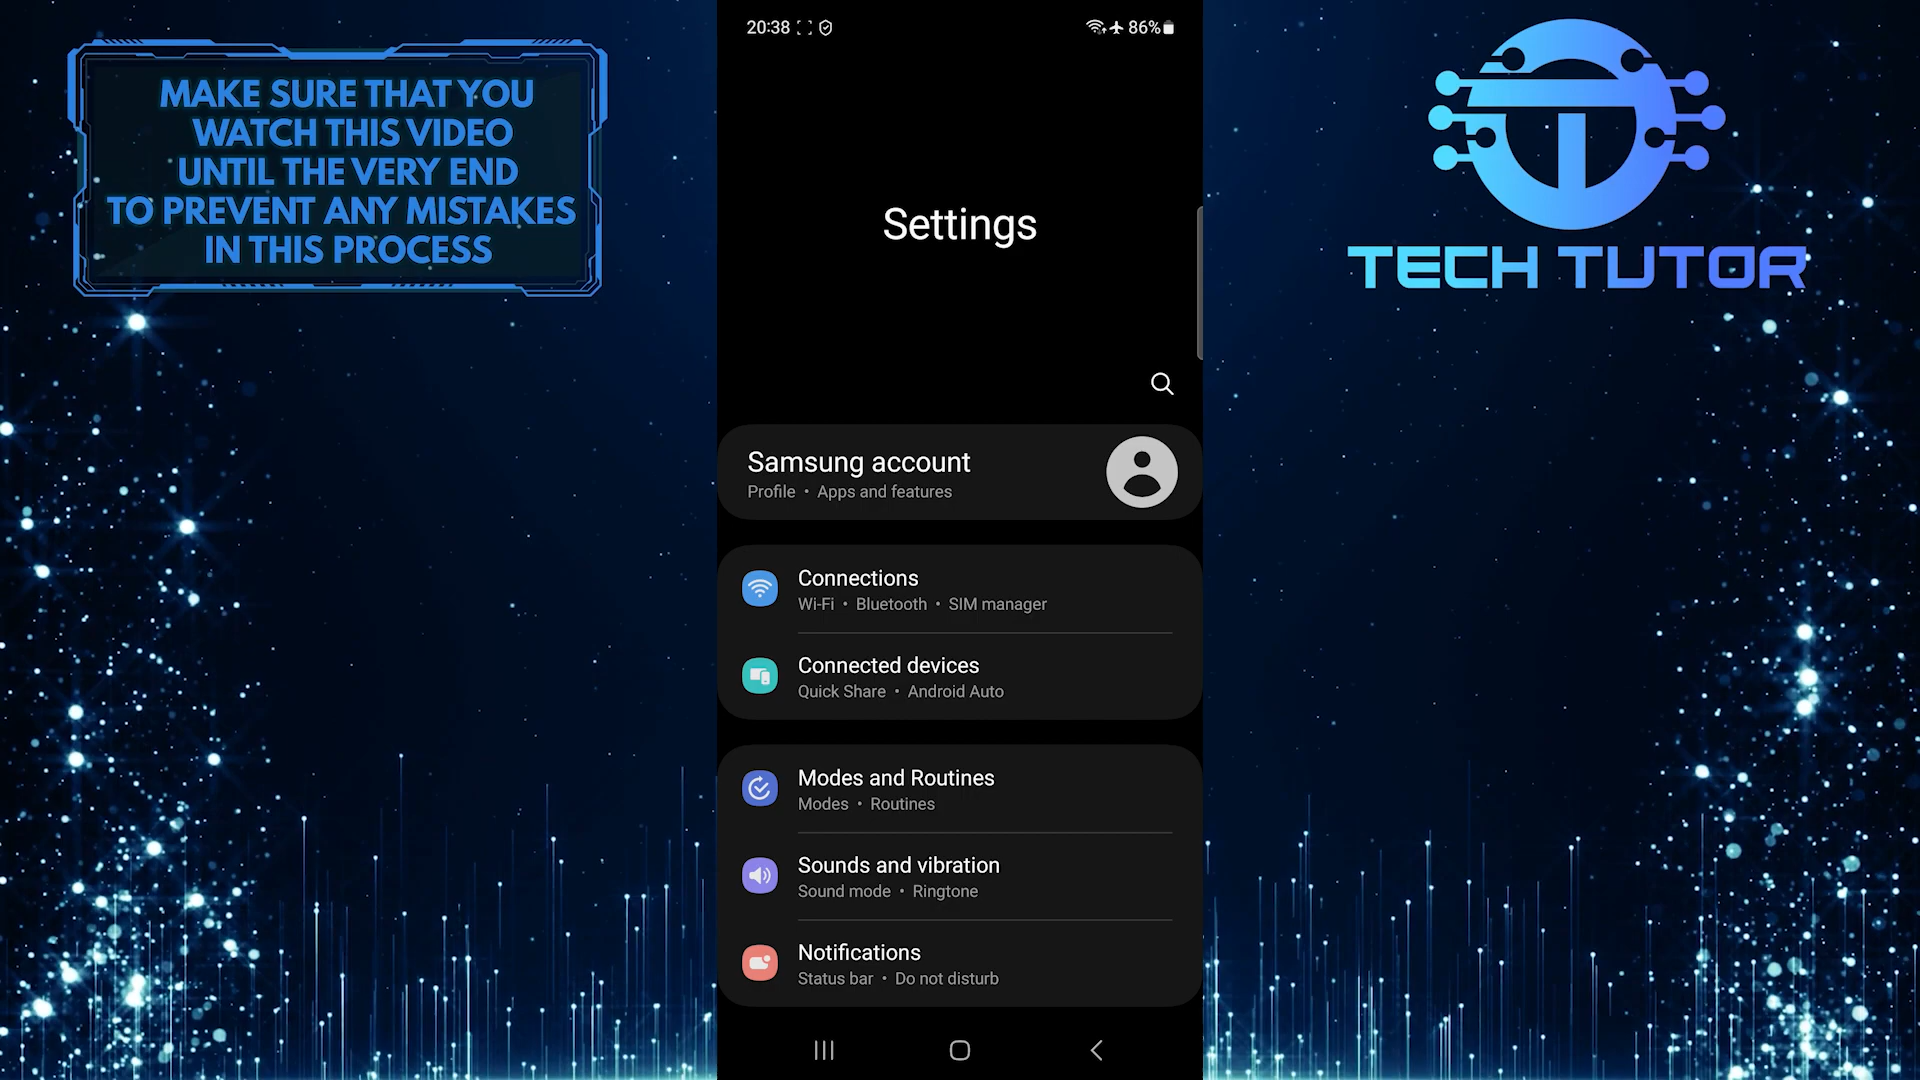 MAKE SURE THAT YOU
WATCH THIS VIDEO
UNTIL THE VERY END
TO PREVENT ANY MISTAKES
IN THIS PROCESS
20:38
86%
Settings
Samsung account
Profile • Apps and features
Connections
Wi-Fi • Bluetooth • SIM manager
Connected devices
Quick Share • Android Auto
Modes and Routines
Modes • Routines
Sounds and vibration
Sound mode • Ringtone
Notifications
Status bar • Do not disturb
TECH TUTOR